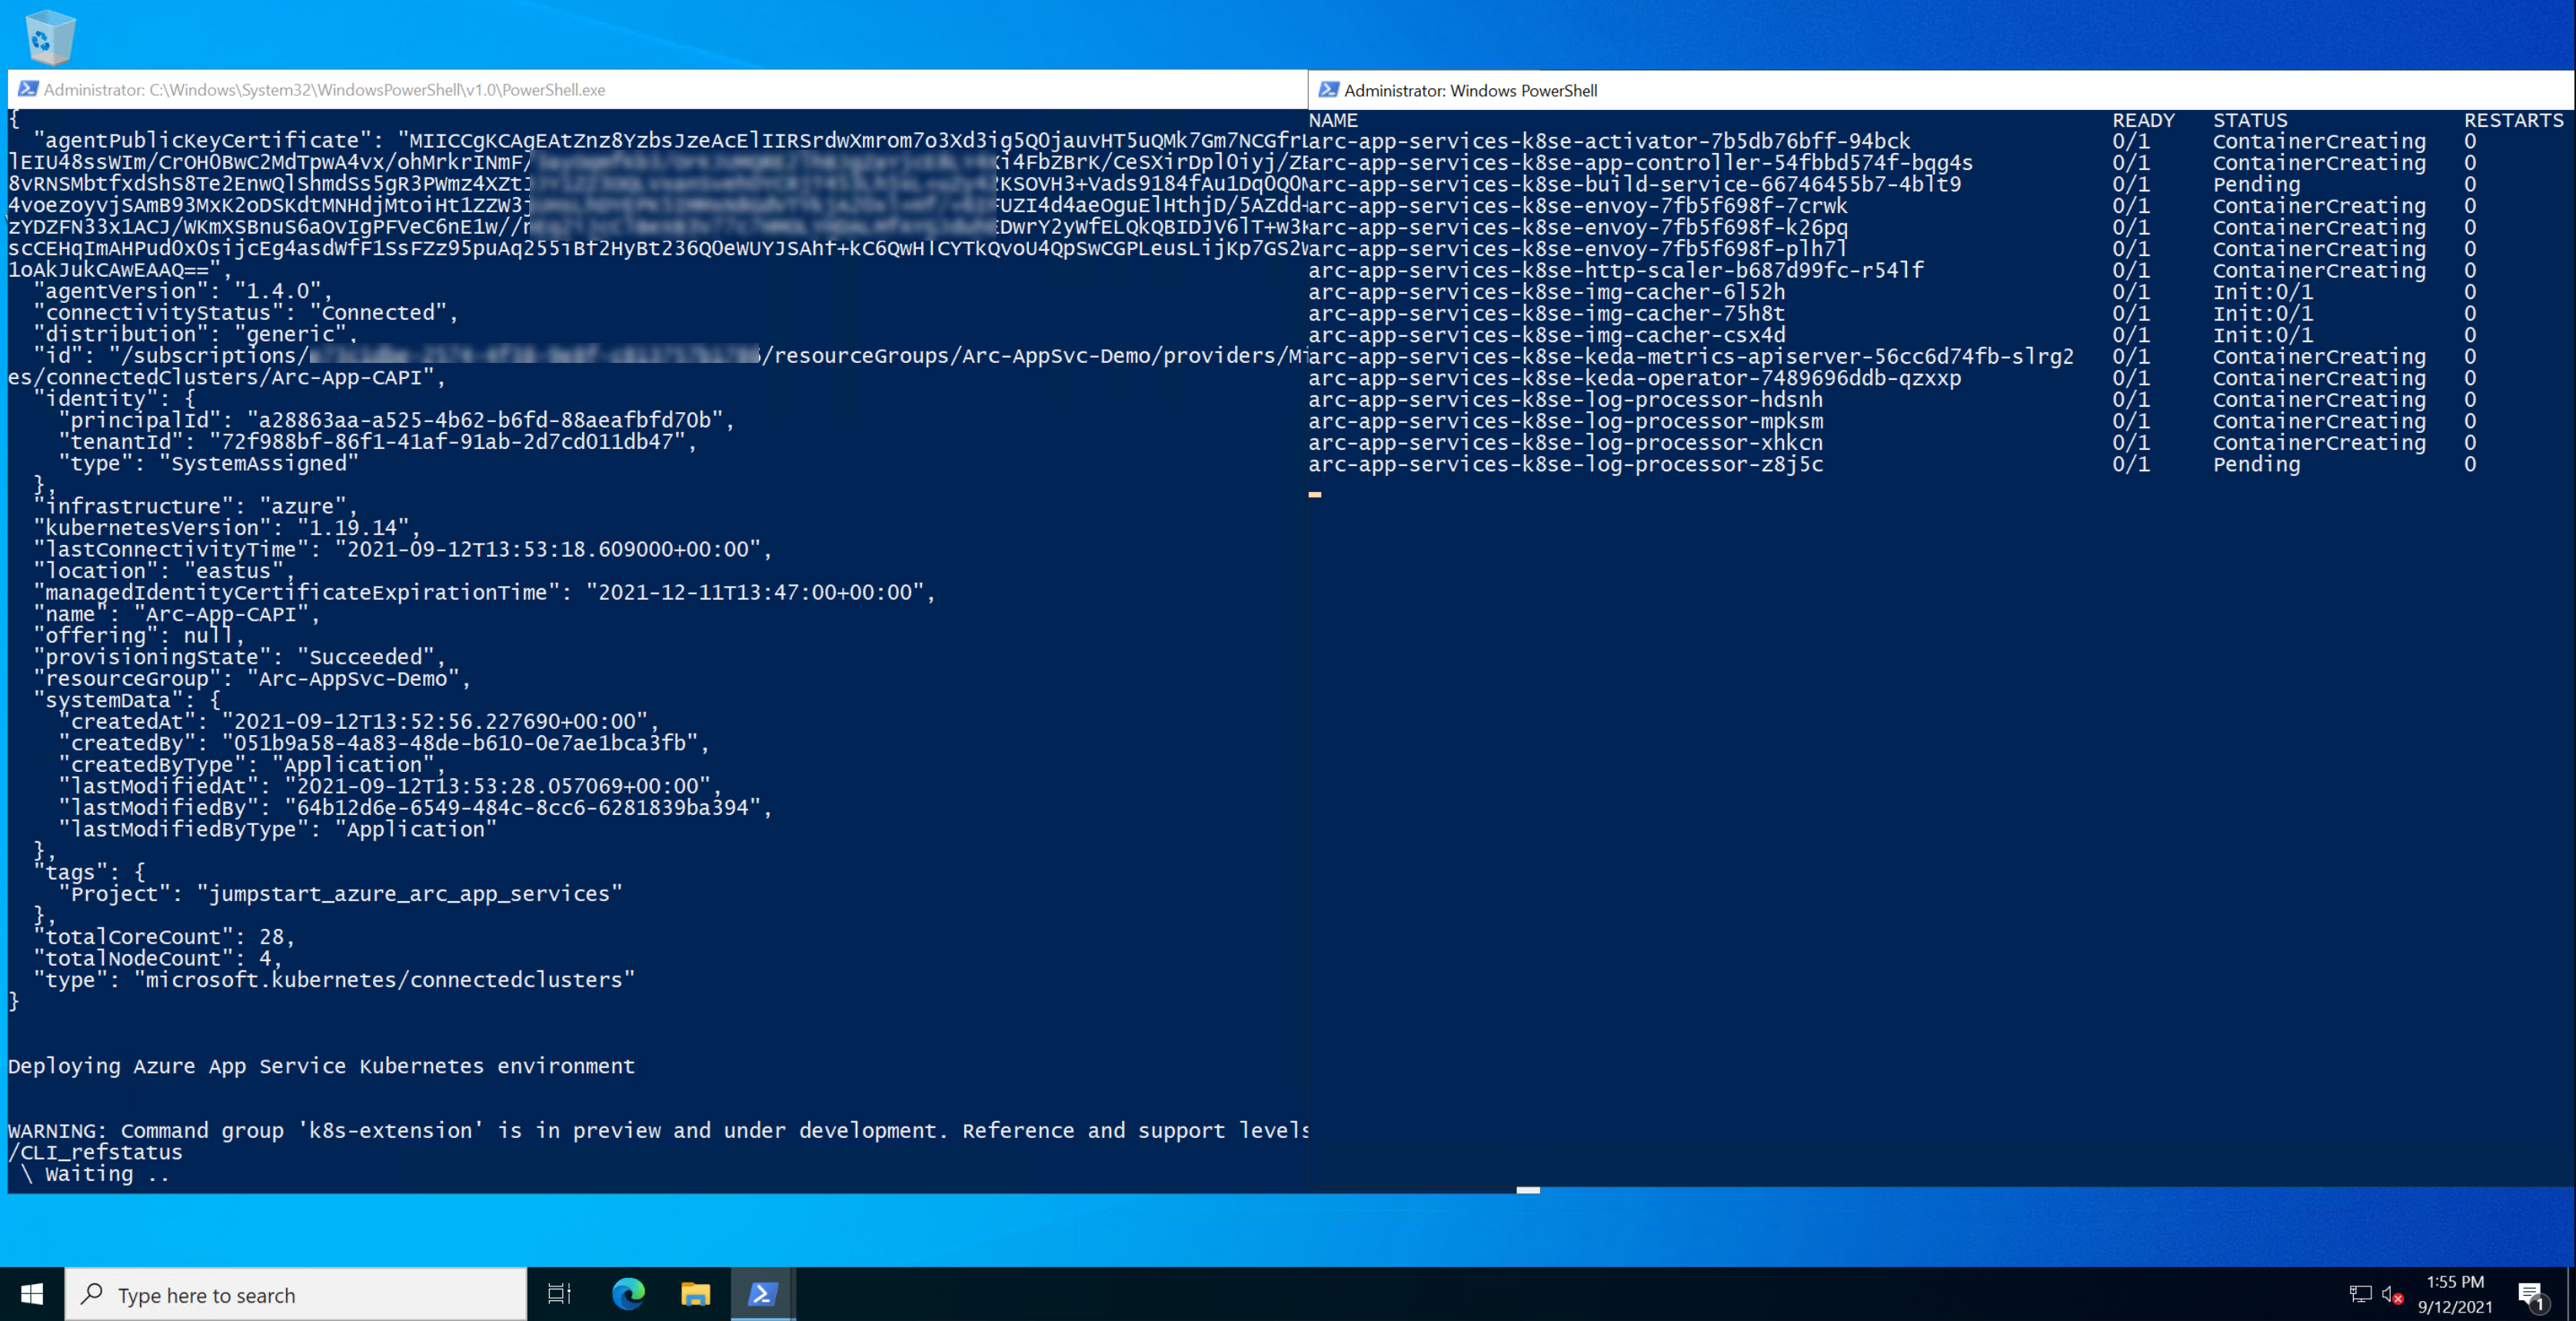 Administrator: C:\Windows\System32\WindowsPowerShell\v1.0\PowerShell.exe
{
"agentPublicKeyCertificate": "MIICCgKCAgEAtZnz8YzbsJzeAcElIIRSrdwXmrom7o3Xd3jg5Q0jauvHT5uQMk7Gm7NCGfr
lEIU48ssWIm/CrOH0BwC2MdTpwA4vx/ohMrkrINmF/ Xi4FbZBrK/CeSXirDpl0iyj/ZE
8vRNSMbtfxdShS8Te2EnwQlShmdSs5gR3PWmz4XZt KSOVH3+Vads9184fAu1Dq0Q0
4voezoyvjSAmB93MxK2oDSKdtMNHdjMtoiHt1ZZW3j FUZI4d4aeOguElHthjD/5AZdd+
zYDZFN33x1ACJ/WKmXSBnuS6aOvIgPFVeC6nE1w//r EDwrY2yWfELQkQBIDJV6lT+w3
scCEHqImAHPud0x0sijcEg4asdWfF1SsFZz95puAq255iBf2HyBt236Q0eWUYJSAhf+kC6QwHlCYTkQvoU4QpSwCGPLeusLijKp7GS2
1oAkJukCAwEAAQ==",
"agentVersion": "1.4.0",
"connectivityStatus": "Connected",
"distribution": "generic",
"id": "/subscriptions/ /resourceGroups/Arc-AppSvc-Demo/providers/Mi
es/connectedClusters/Arc-App-CAPI",
"identity": {
"principalId": "a28863aa-a525-4b62-b6fd-88aeafbfd70b",
"tenantId": "72f988bf-86f1-41af-91ab-2d7cd011db47",
"type": "SystemAssigned"
},
"infrastructure": "azure",
"kubernetesVersion": "1.19.14",
"lastConnectivityTime": "2021-09-12T13:53:18.609000+00:00",
"location": "eastus",
"managedIdentityCertificateExpirationTime": "2021-12-11T13:47:00+00:00",
"name": "Arc-App-CAPI",
"offering": null,
"provisioningState": "Succeeded",
"resourceGroup": "Arc-AppSvc-Demo",
"systemData": {
"createdAt": "2021-09-12T13:52:56.227690+00:00",
"createdBy": "051b9a58-4a83-48de-b610-0e7ae1bca3fb",
"createdByType": "Application",
"lastModifiedAt": "2021-09-12T13:53:28.057069+00:00",
"lastModifiedBy": "64b12d6e-6549-484c-8cc6-6281839ba394",
"lastModifiedByType": "Application"
},
"tags": {
"Project": "jumpstart_azure_arc_app_services"
},
"totalCoreCount": 28,
"totalNodeCount": 4,
"type": "microsoft.kubernetes/connectedclusters"
}
Deploying Azure App Service Kubernetes environment
WARNING: Command group 'k8s-extension' is in preview and under development. Reference and support levels
/CLI_refstatus
\ Waiting ..
Administrator: Windows PowerShell
NAME READY STATUS RESTARTS
arc-app-services-k8se-activator-7b5db76bff-94bck 0/1 ContainerCreating 0
arc-app-services-k8se-app-controller-54fbbd574f-bqg4s 0/1 ContainerCreating 0
arc-app-services-k8se-build-service-66746455b7-4blt9 0/1 Pending 0
arc-app-services-k8se-envoy-7fb5f698f-7crwk 0/1 ContainerCreating 0
arc-app-services-k8se-envoy-7fb5f698f-k26pq 0/1 ContainerCreating 0
arc-app-services-k8se-envoy-7fb5f698f-plh7l 0/1 ContainerCreating 0
arc-app-services-k8se-http-scaler-b687d99fc-r54lf 0/1 ContainerCreating 0
arc-app-services-k8se-img-cacher-6l52h 0/1 Init:0/1 0
arc-app-services-k8se-img-cacher-75h8t 0/1 Init:0/1 0
arc-app-services-k8se-img-cacher-csx4d 0/1 Init:0/1 0
arc-app-services-k8se-keda-metrics-apiserver-56cc6d74fb-slrg2 0/1 ContainerCreating 0
arc-app-services-k8se-keda-operator-7489696ddb-qzxxp 0/1 ContainerCreating 0
arc-app-services-k8se-log-processor-hdsnh 0/1 ContainerCreating 0
arc-app-services-k8se-log-processor-mpksm 0/1 ContainerCreating 0
arc-app-services-k8se-log-processor-xhkcn 0/1 ContainerCreating 0
arc-app-services-k8se-log-processor-z8j5c 0/1 Pending 0
Type here to search
1:55 PM
9/12/2021
1